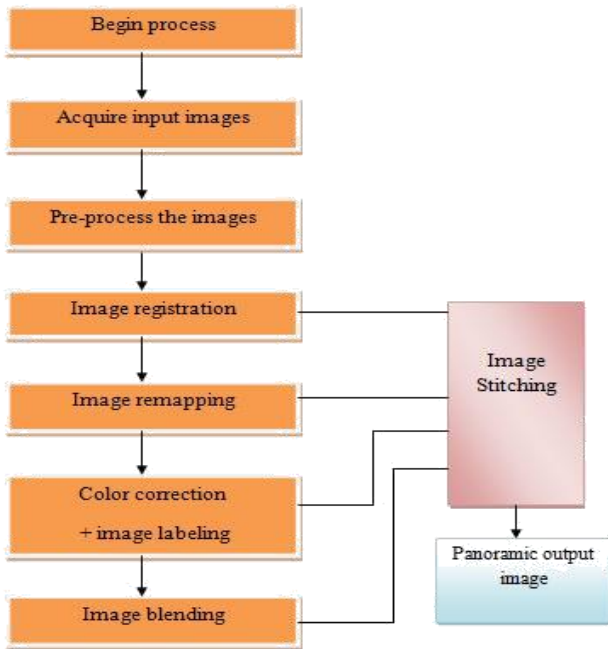 Begin process
Acquire input images
Pre-process the images
Image registration
Image remapping
Color correction
+ image labeling
Image blending
Image
Stitching
Panoramic output
image